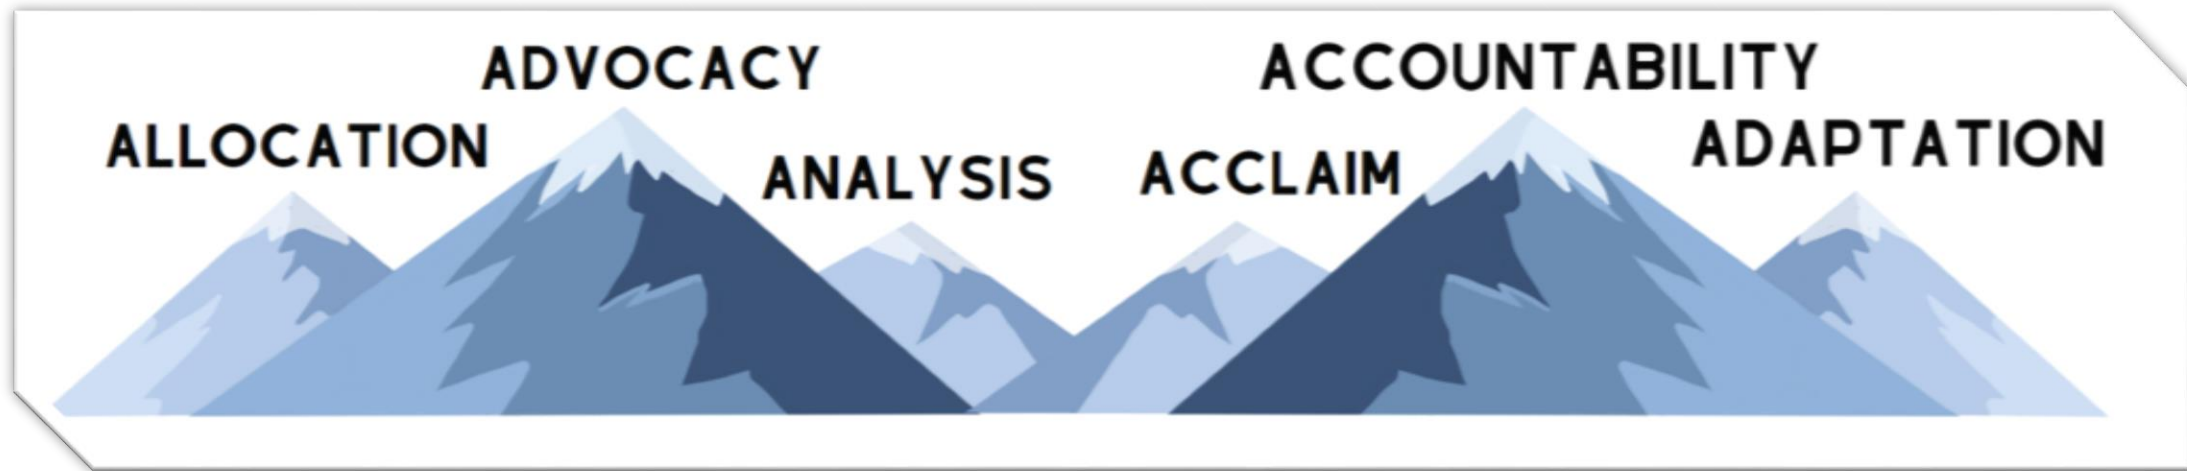 ALLOCATION
ADVOCACY
ANALYSIS
ACCLAIM
ACCOUNTABILITY
ADAPTATION